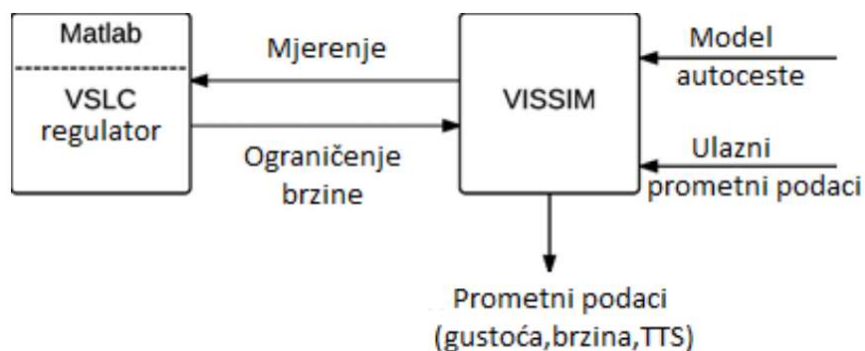 Matlab
VSLC
regulator
Mjerenje
Ograničenje
brzine
VISSIM
Model
autoceste
Ulazni
prometni podaci
Prometni podaci
(gustoća,brzina,TTS)